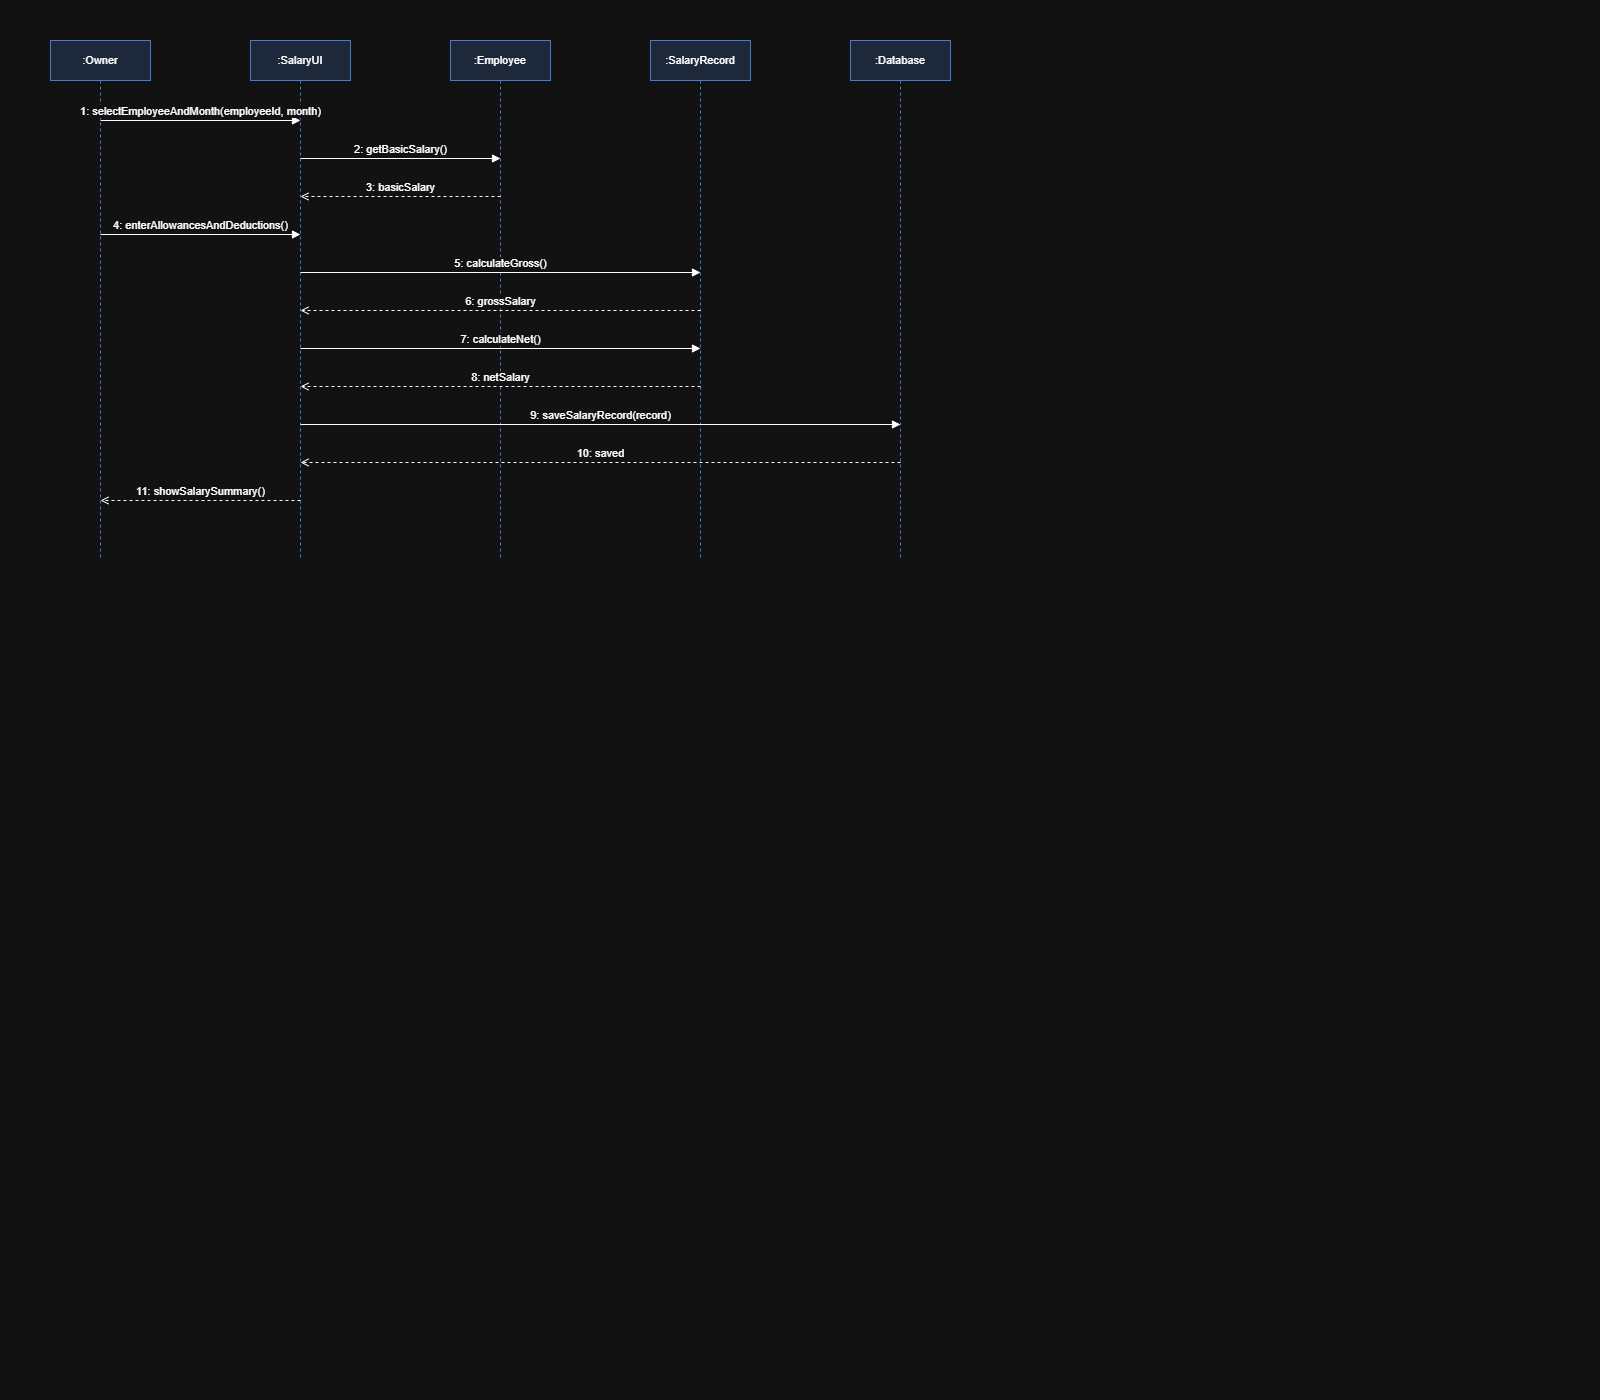 :Owner
:SalaryUI
:Employee
:SalaryRecord
:Database
1: selectEmployeeAndMonth(employeeId, month)
2: getBasicSalary()
3: basicSalary
4: enterAllowancesAndDeductions()
5: calculateGross()
6: grossSalary
7: calculateNet()
8: netSalary
9: saveSalaryRecord(record)
10: saved
11: showSalarySummary()